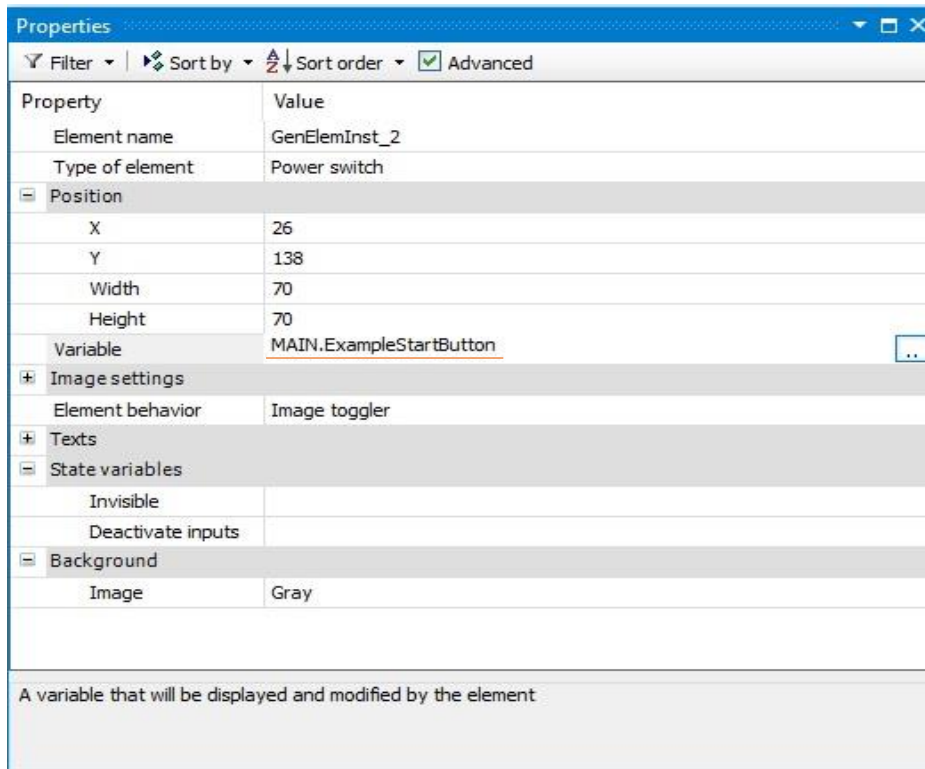 Properties
Filter Sort by Sort order Advanced
Property Value
Element name GenElemInst_2
Type of element Power switch
Position
X 26
Y 138
Width 70
Height 70
Variable MAIN.ExampleStartButton ..
Image settings
Element behavior Image toggler
Texts
State variables
Invisible
Deactivate inputs
Background
Image Gray
A variable that will be displayed and modified by the element